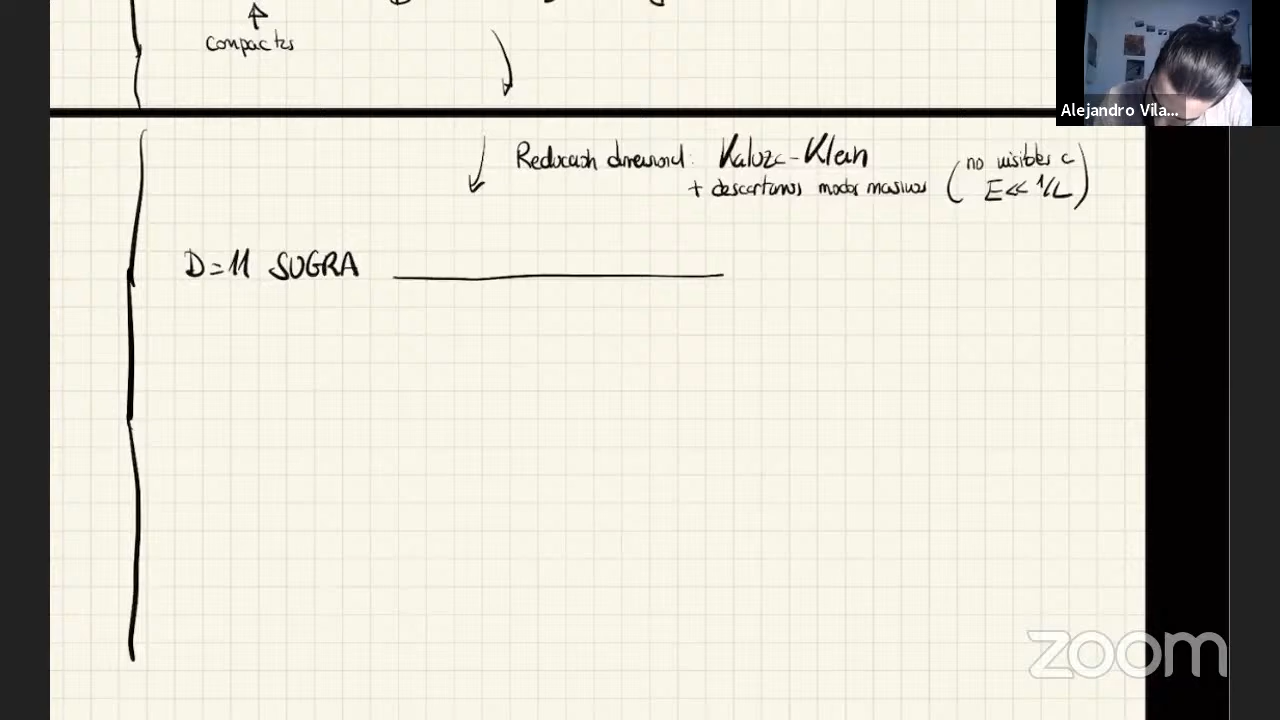 compactas
Alejandro Vila...
Reducción dimensional: Kaluza-Klein
+ descartamos modos masivos (no visibles a
E << 1/L)
D=11 SUGRA
zoom